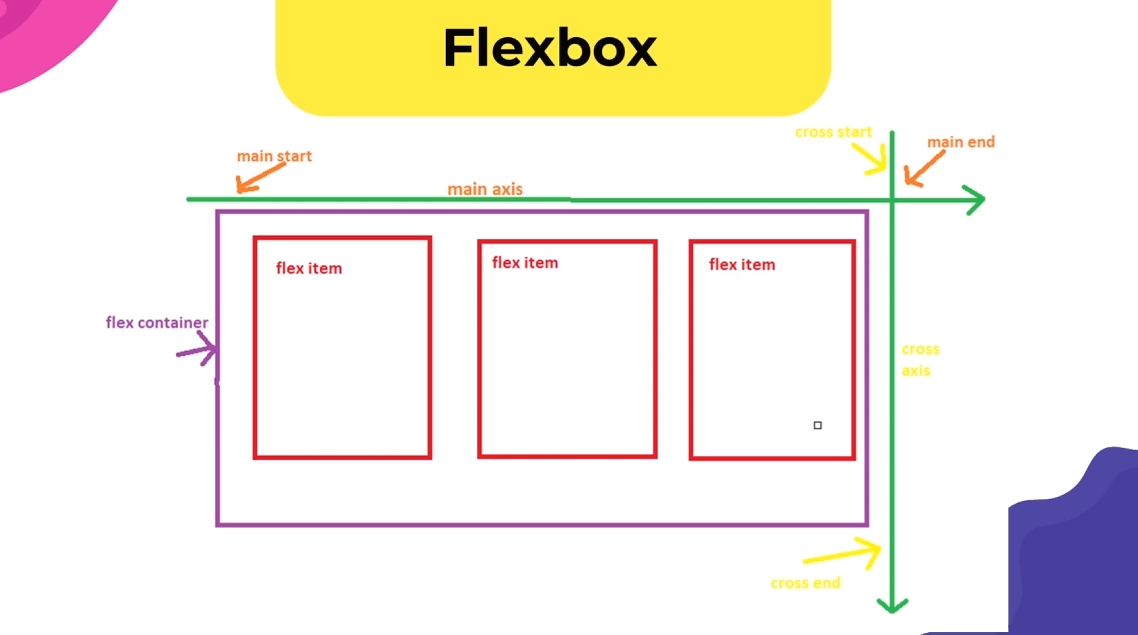 Flexbox
cross start
main end
main start
main axis
flex item
flex item
flex item
flex container
cross
axis
cross end